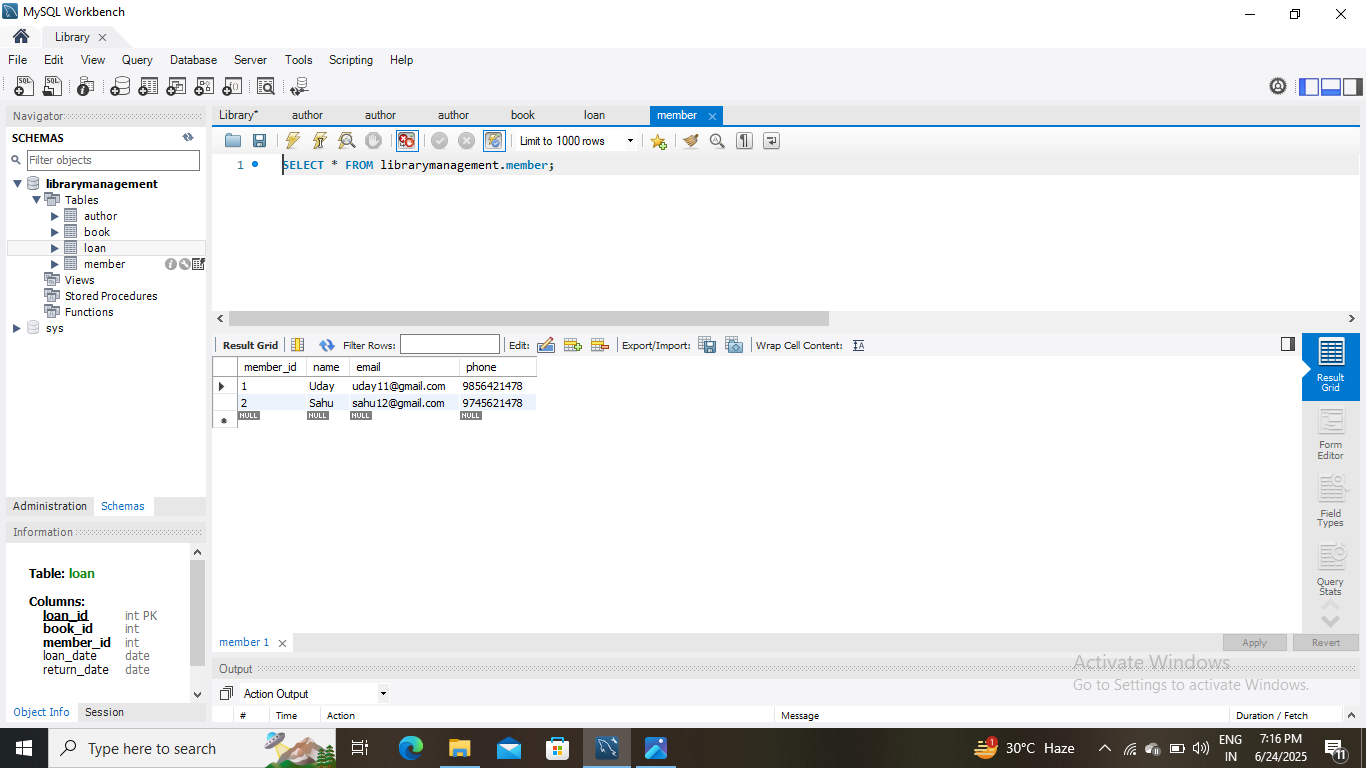 MySQL Workbench
Library
File Edit View Query Database Server Tools Scripting Help
Navigator
SCHEMAS
Filter objects
librarymanagement
Tables
author
book
loan
member
Views
Stored Procedures
Functions
sys
Administration Schemas
Information
Table: loan
Columns:
loan_id int PK
book_id int
member_id int
loan_date date
return_date date
Object Info Session
Library* author author author book loan member
Limit to 1000 rows
1 SELECT * FROM librarymanagement.member;
Result Grid Filter Rows: Edit: Export/Import: Wrap Cell Content:
member_id name email phone
1 Uday uday11@gmail.com 9856421478
2 Sahu sahu12@gmail.com 9745621478
NULL NULL NULL NULL
Result
Grid
Form
Editor
Field
Types
Query
Stats
member 1
Apply Revert
Output
Activate Windows
Go to Settings to activate Windows.
Action Output
# Time Action Message Duration / Fetch
Type here to search
1
30°C Haze
ENG
IN
7:16 PM
6/24/2025
11